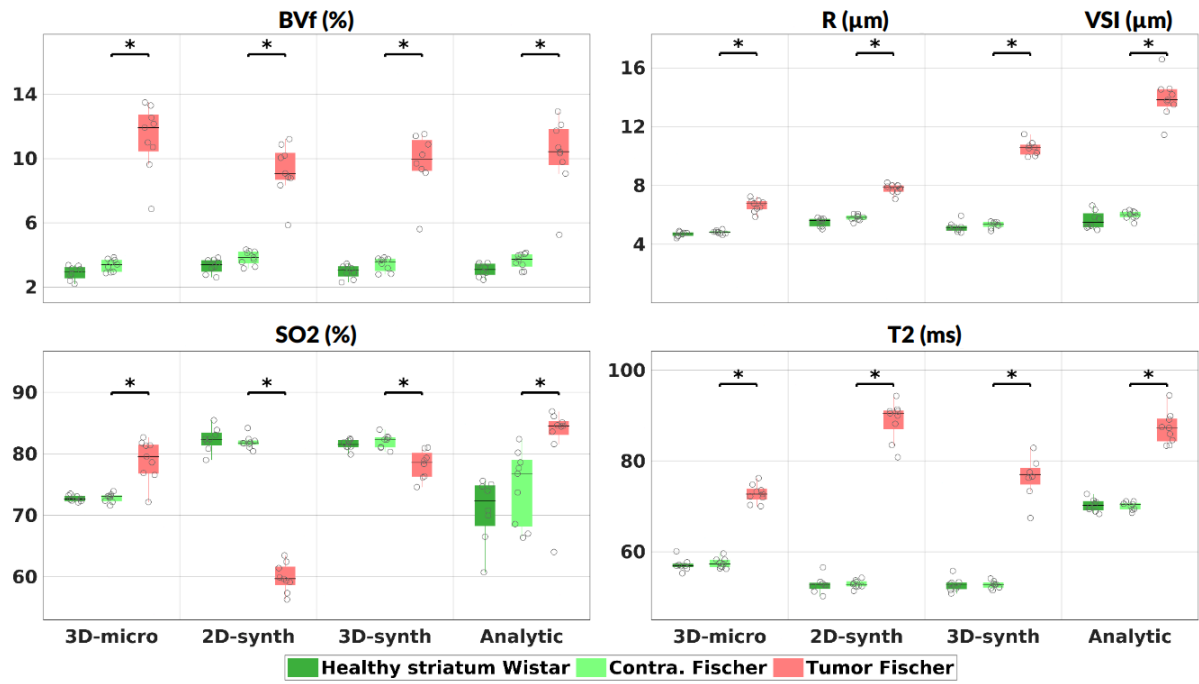 BVf (%)
R (μm)
VSI (μm)
* * * *
* * * *
14
10
6
2
16
12
8
4
SO2 (%)
T2 (ms)
* * * *
* * * *
90
80
70
60
100
80
60
3D-micro 2D-synth 3D-synth Analytic
3D-micro 2D-synth 3D-synth Analytic
Healthy striatum Wistar Contra. Fischer Tumor Fischer